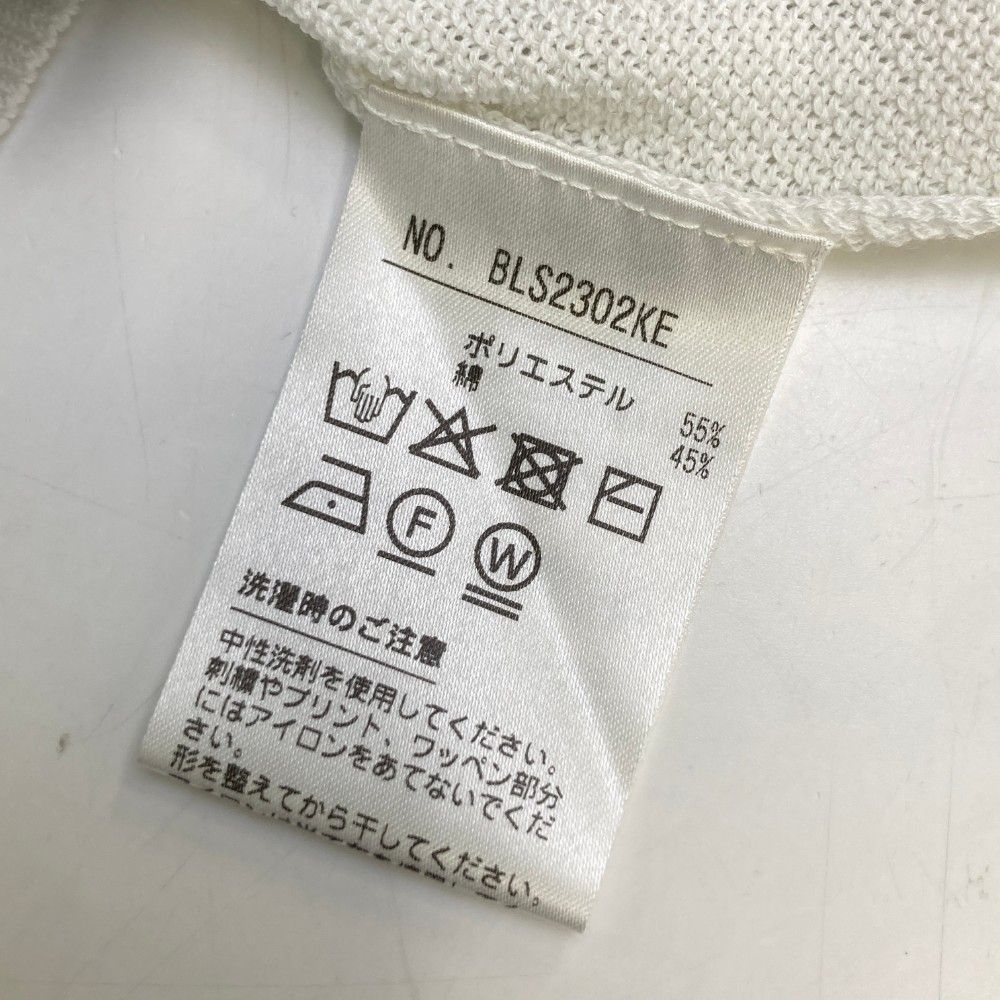 NO. BLS2302KE
ポリエステル 55%
綿 45%
F
W
洗濯時のご注意
中性洗剤を使用してください。
刺繍やプリント、ワッペン部分
にはアイロンをあてないでくだ
さい。
形を整えてから干してください。